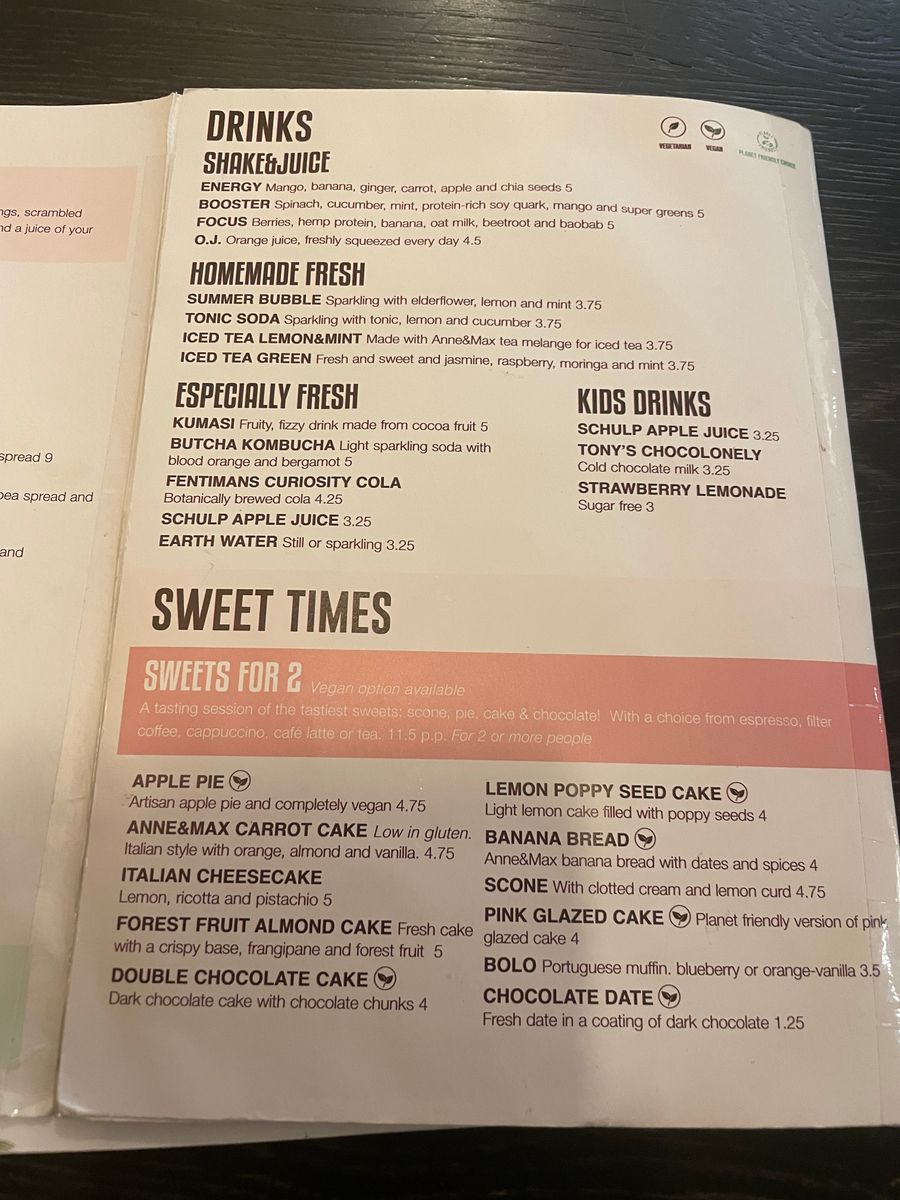 ngs, scrambled
nd a juice of your
spread 9
pea spread and
and
DRINKS
VEGETARIAN
VEGAN
PLANET FRIENDLY CHOICE
SHAKE&JUICE
ENERGY Mango, banana, ginger, carrot, apple and chia seeds 5
BOOSTER Spinach, cucumber, mint, protein-rich soy quark, mango and super greens 5
FOCUS Berries, hemp protein, banana, oat milk, beetroot and baobab 5
O.J. Orange juice, freshly squeezed every day 4.5
HOMEMADE FRESH
SUMMER BUBBLE Sparkling with elderflower, lemon and mint 3.75
TONIC SODA Sparkling with tonic, lemon and cucumber 3.75
ICED TEA LEMON&MINT Made with Anne&Max tea melange for iced tea 3.75
ICED TEA GREEN Fresh and sweet and jasmine, raspberry, moringa and mint 3.75
ESPECIALLY FRESH
KUMASI Fruity, fizzy drink made from cocoa fruit 5
BUTCHA KOMBUCHA Light sparkling soda with
blood orange and bergamot 5
FENTIMANS CURIOSITY COLA
Botanically brewed cola 4.25
SCHULP APPLE JUICE 3.25
EARTH WATER Still or sparkling 3.25
KIDS DRINKS
SCHULP APPLE JUICE 3.25
TONY'S CHOCOLONELY
Cold chocolate milk 3.25
STRAWBERRY LEMONADE
Sugar free 3
SWEET TIMES
SWEETS FOR 2 Vegan option available
A tasting session of the tastiest sweets: scone, pie, cake & chocolate! With a choice from espresso, filter
coffee, cappuccino, café latte or tea. 11.5 p.p. For 2 or more people
APPLE PIE
Artisan apple pie and completely vegan 4.75
ANNE&MAX CARROT CAKE Low in gluten.
Italian style with orange, almond and vanilla. 4.75
ITALIAN CHEESECAKE
Lemon, ricotta and pistachio 5
FOREST FRUIT ALMOND CAKE Fresh cake
with a crispy base, frangipane and forest fruit 5
DOUBLE CHOCOLATE CAKE
Dark chocolate cake with chocolate chunks 4
LEMON POPPY SEED CAKE
Light lemon cake filled with poppy seeds 4
BANANA BREAD
Anne&Max banana bread with dates and spices 4
SCONE With clotted cream and lemon curd 4.75
PINK GLAZED CAKE Planet friendly version of pink
glazed cake 4
BOLO Portuguese muffin. blueberry or orange-vanilla 3.5
CHOCOLATE DATE
Fresh date in a coating of dark chocolate 1.25